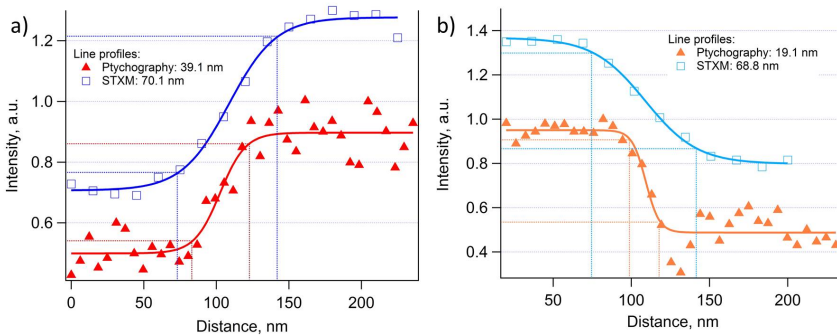 a)
Line profiles:
Ptychography: 39.1 nm
STXM: 70.1 nm
Intensity, a.u.
1.2
1.0
0.8
0.6
0
50
100
150
200
Distance, nm
b)
Line profiles:
Ptychography: 19.1 nm
STXM: 68.8 nm
Intensity, a.u.
1.4
1.2
1.0
0.8
0.6
0.4
50
100
150
200
Distance, nm